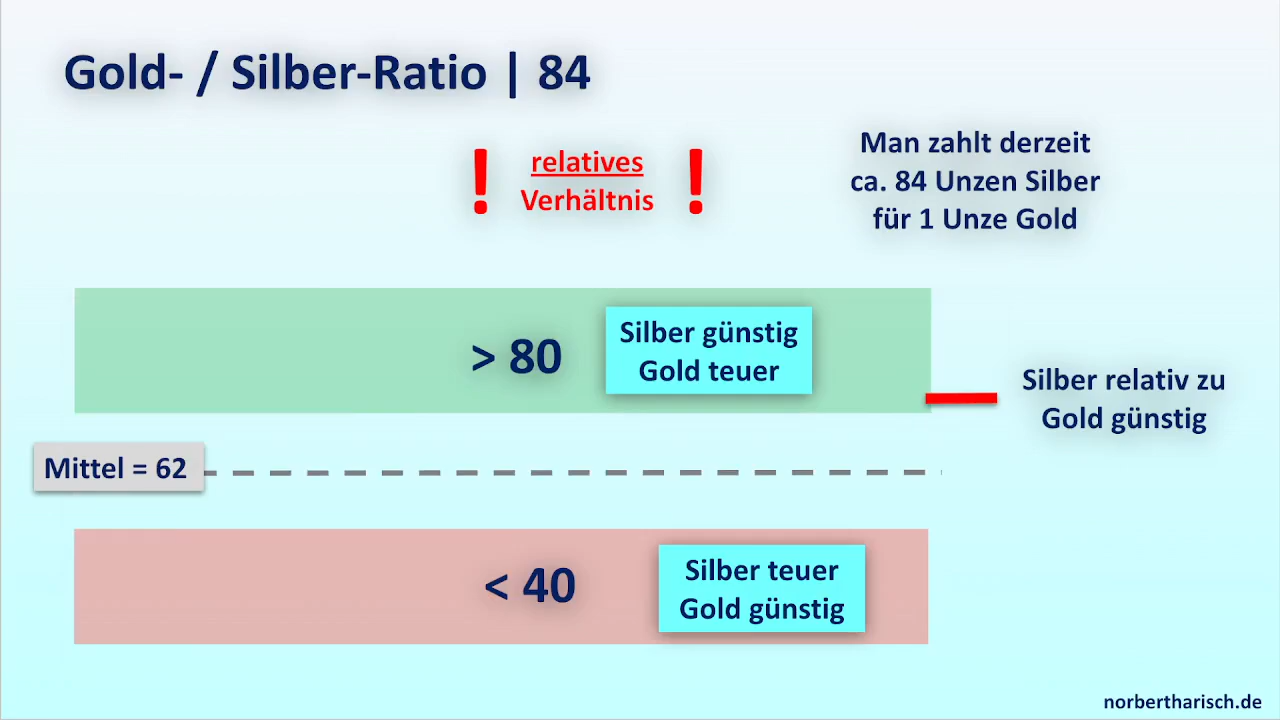 Gold- / Silber-Ratio | 84
! relatives !
Verhältnis
Man zahlt derzeit
ca. 84 Unzen Silber
für 1 Unze Gold
> 80
Silber günstig
Gold teuer
Silber relativ zu
Gold günstig
Mittel = 62
< 40
Silber teuer
Gold günstig
norbertharisch.de